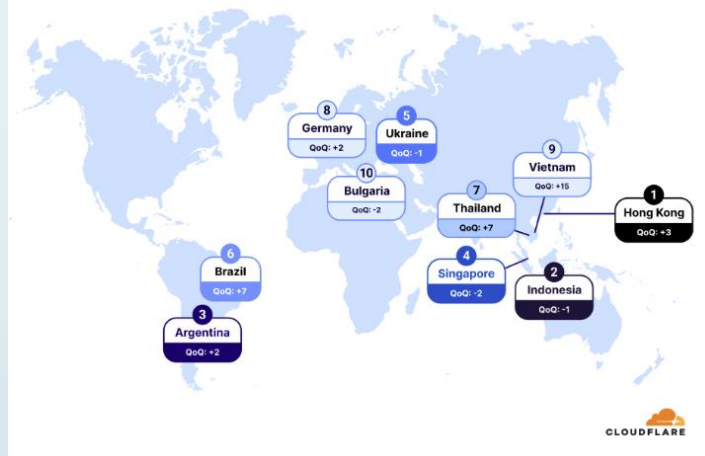 8
Germany
QoQ: +2
5
Ukraine
QoQ: -1
10
Bulgaria
QoQ: -2
9
Vietnam
QoQ: +15
7
Thailand
QoQ: +7
1
Hong Kong
QoQ: +3
4
Singapore
QoQ: -2
2
Indonesia
QoQ: -1
6
Brazil
QoQ: +7
3
Argentina
QoQ: +2
CLOUDFLARE